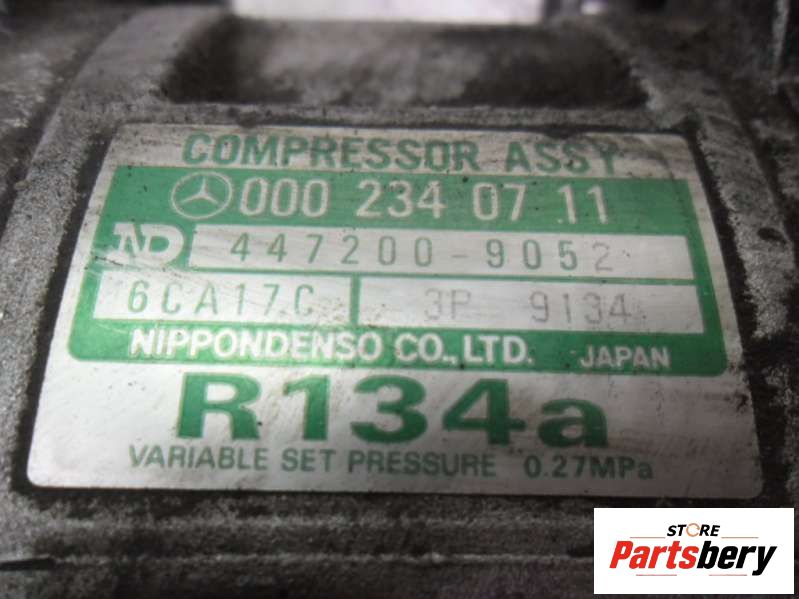 COMPRESSOR ASSY
000 234 07 11
ND 447200-9052
6CA17C 3P 9134
NIPPONDENSO CO., LTD. JAPAN
R134a
VARIABLE SET PRESSURE 0.27MPa
STORE
Partsbery